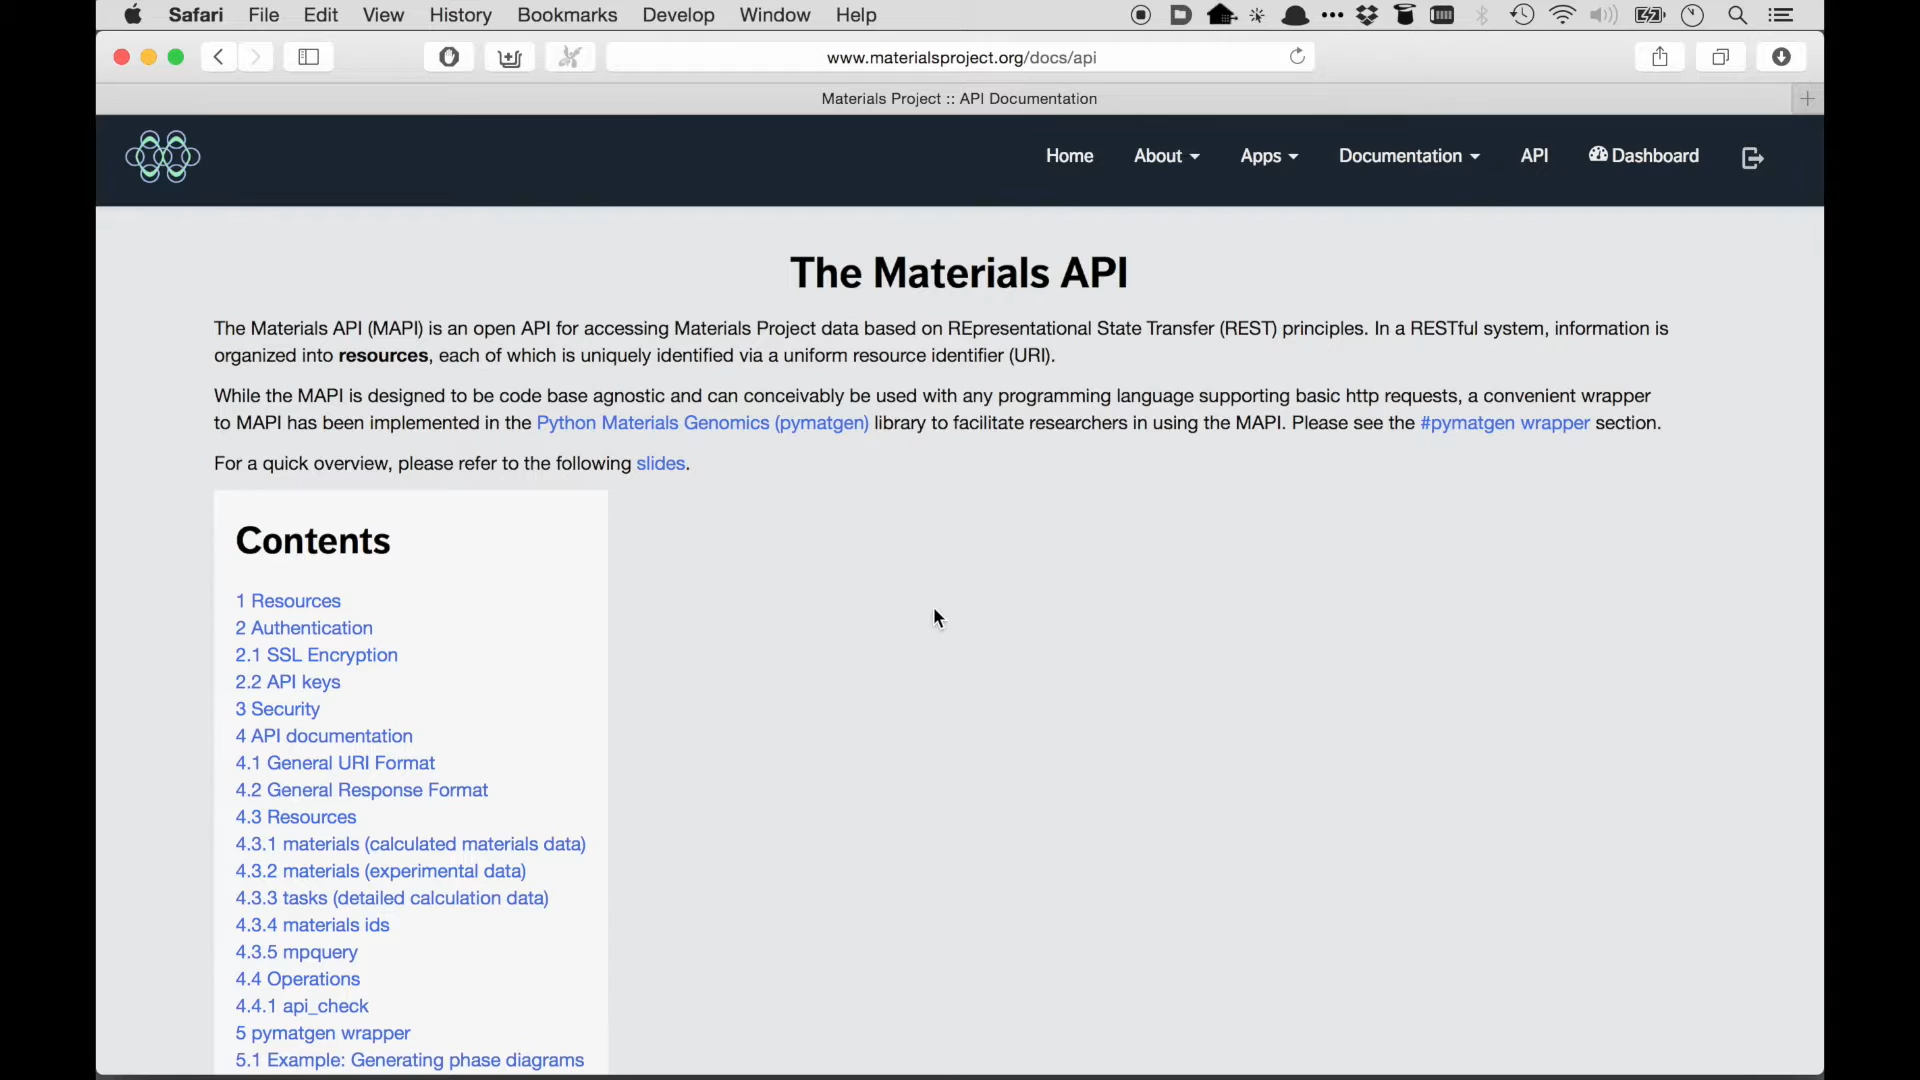 Safari File Edit View History Bookmarks Develop Window Help
www.materialsproject.org/docs/api
Materials Project :: API Documentation
Home About Apps Documentation API Dashboard
The Materials API
The Materials API (MAPI) is an open API for accessing Materials Project data based on REpresentational State Transfer (REST) principles. In a RESTful system, information is
organized into resources, each of which is uniquely identified via a uniform resource identifier (URI).
While the MAPI is designed to be code base agnostic and can conceivably be used with any programming language supporting basic http requests, a convenient wrapper
to MAPI has been implemented in the Python Materials Genomics (pymatgen) library to facilitate researchers in using the MAPI. Please see the #pymatgen wrapper section.
For a quick overview, please refer to the following slides.
Contents
1 Resources
2 Authentication
2.1 SSL Encryption
2.2 API keys
3 Security
4 API documentation
4.1 General URI Format
4.2 General Response Format
4.3 Resources
4.3.1 materials (calculated materials data)
4.3.2 materials (experimental data)
4.3.3 tasks (detailed calculation data)
4.3.4 materials ids
4.3.5 mpquery
4.4 Operations
4.4.1 api_check
5 pymatgen wrapper
5.1 Example: Generating phase diagrams